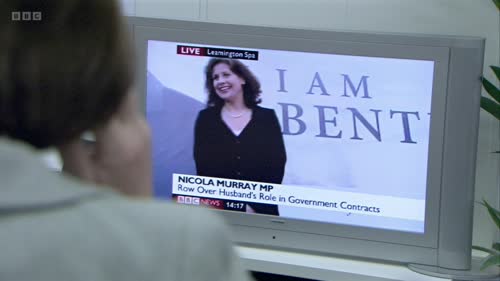 BBC
LIVE Leamington Spa
I AM
BENT
NICOLA MURRAY MP
Row Over Husband's Role in Government Contracts
BBC NEWS 14:17